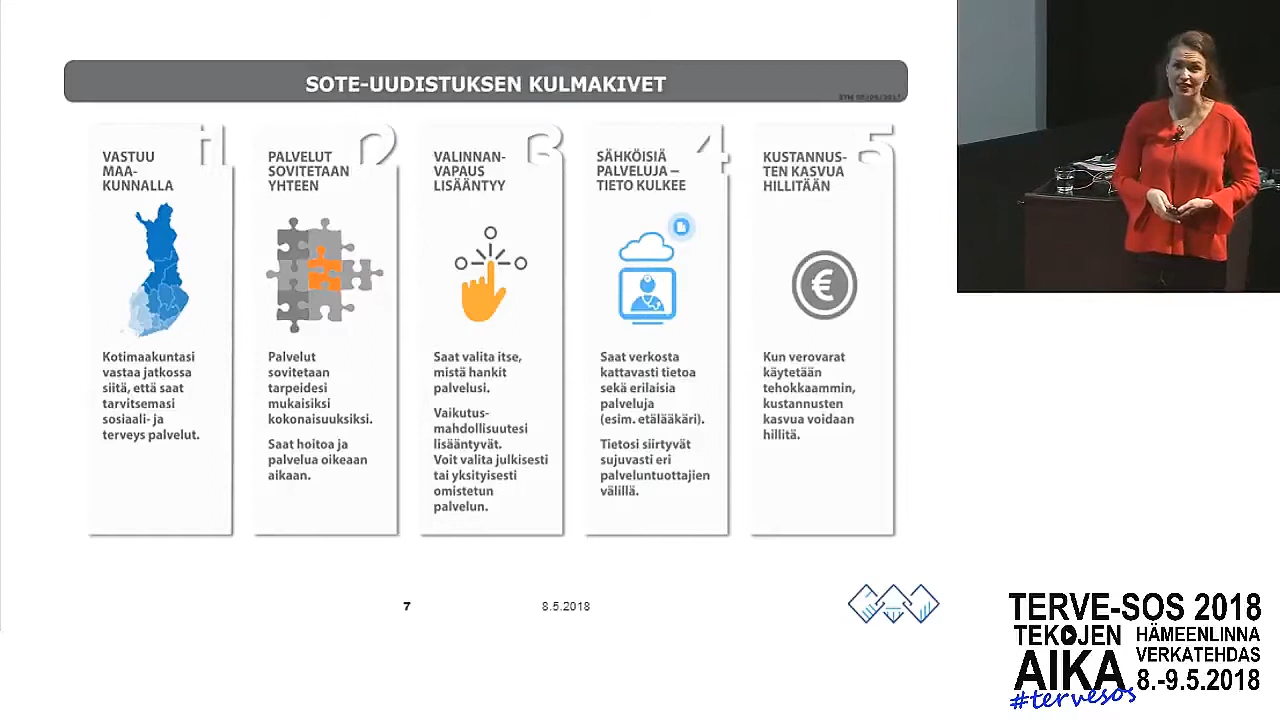 SOTE-UUDISTUKSEN KULMAKIVET
1
VASTUU
MAA-
KUNNALLA
Kotimaakuntasi
vastaa jatkossa
siitä, että saat
tarvitsemasi
sosiaali- ja
terveys palvelut.
2
PALVELUT
SOVITETAAN
YHTEEN
Palvelut
sovitetaan
tarpeidesi
mukaisiksi
kokonaisuuksiksi.
Saat hoitoa ja
palvelua oikeaan
aikaan.
3
VALINNAN-
VAPAUS
LISÄÄNTYY
Saat valita itse,
mistä hankit
palvelusi.
Vaikutus-
mahdollisuutesi
lisääntyvät.
Voit valita julkisesti
tai yksityisesti
omistetun
palvelun.
4
SÄHKÖISIÄ
PALVELUJA –
TIETO KULKEE
Saat verkosta
kattavasti tietoa
sekä erilaisia
palveluja
(esim. etälääkäri).
Tietosi siirtyvät
sujuvasti eri
palveluntuottajien
välillä.
5
KUSTANNUS-
TEN KASVUA
HILLITÄÄN
€
Kun verovarat
käytetään
tehokkaammin,
kustannusten
kasvua voidaan
hillitä.
7
8.5.2018
TERVE-SOS 2018
TEKOJEN
AIKA
HÄMEENLINNA
VERKATEHDAS
8.-9.5.2018
#tervesos